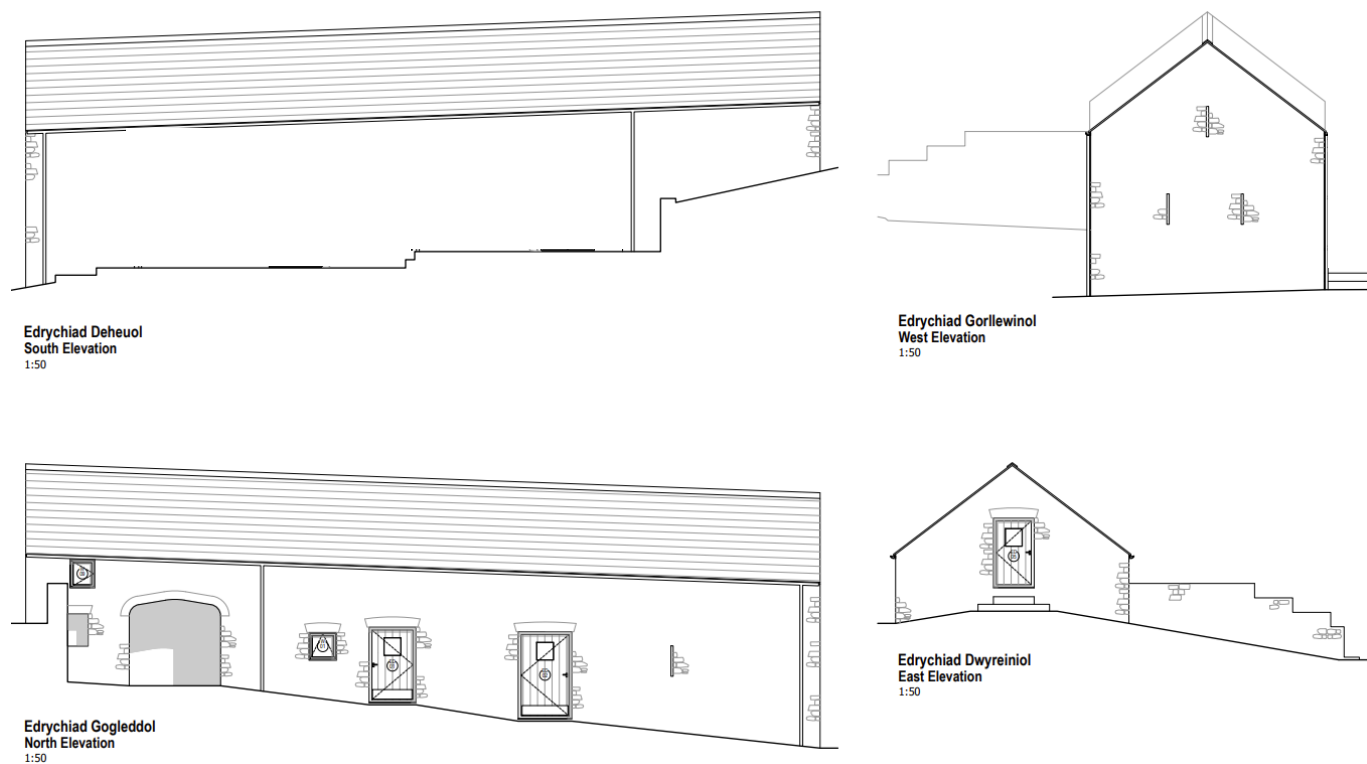 Edrychiad Deheuol
South Elevation
1:50
Edrychiad Gorllewinol
West Elevation
1:50
Edrychiad Gogleddol
North Elevation
1:50
Edrychiad Dwyreiniol
East Elevation
1:50